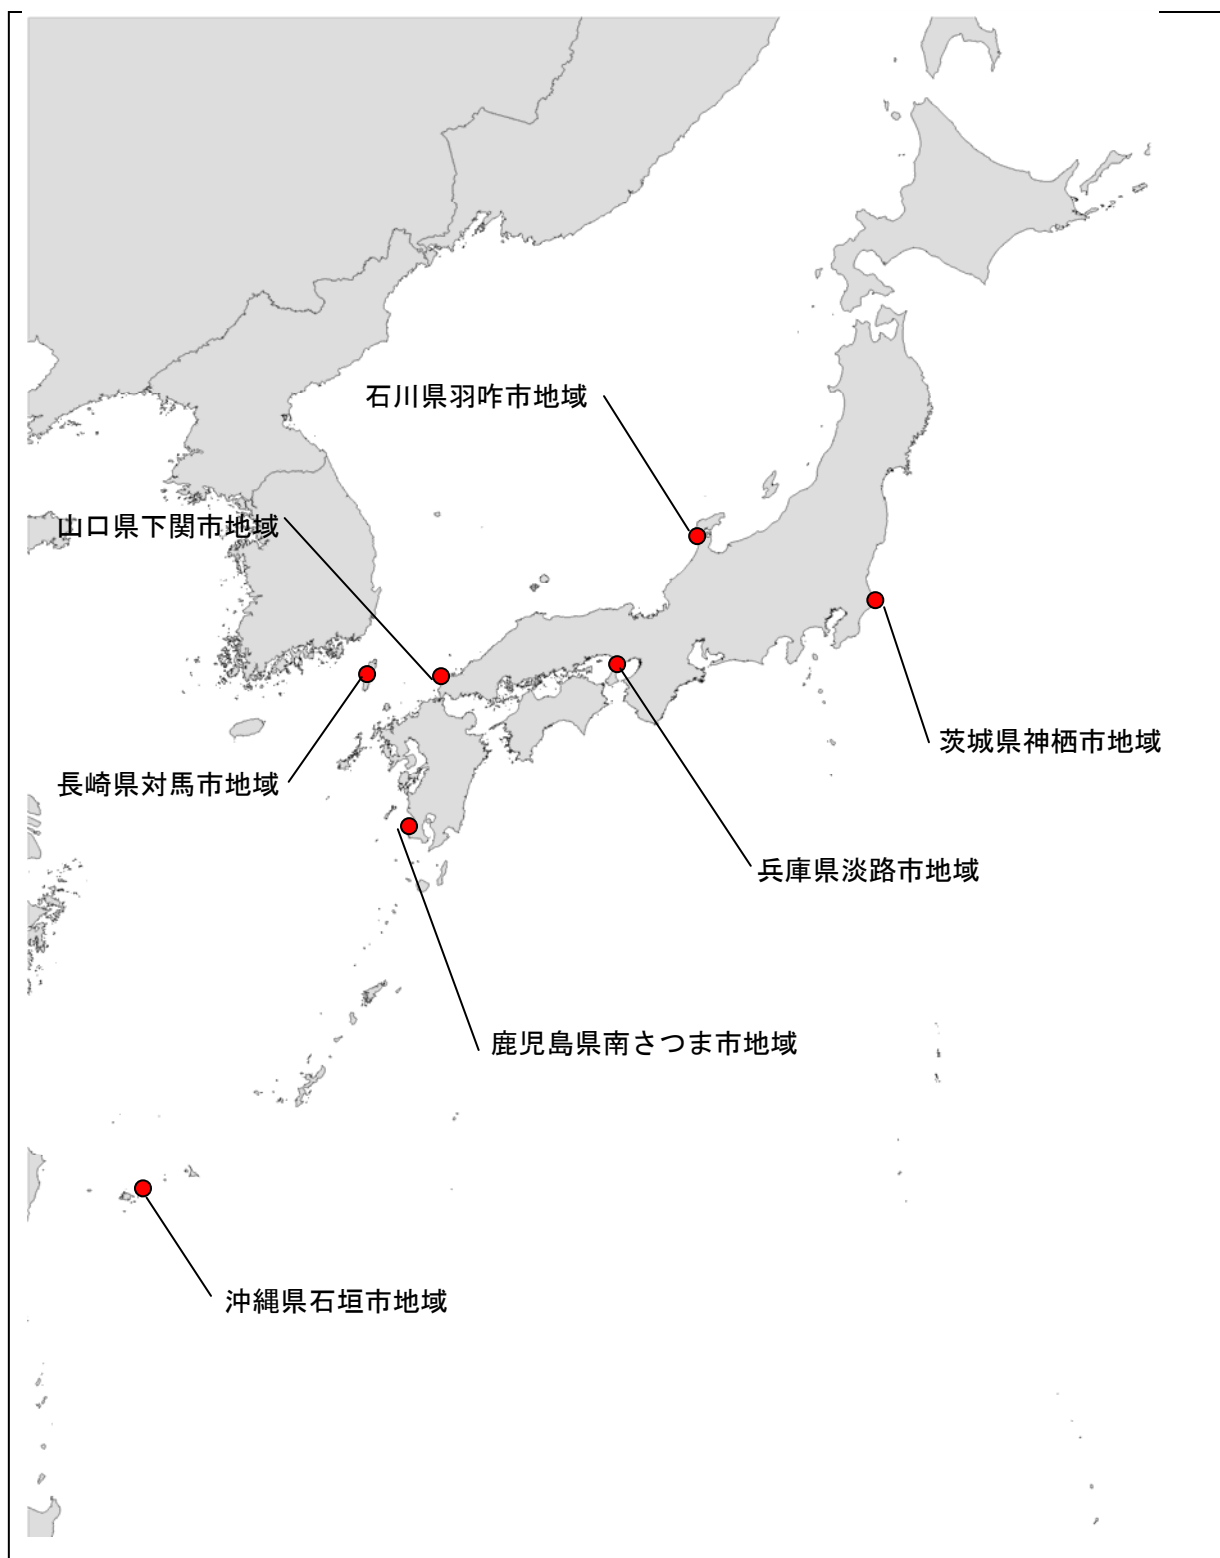 石川県羽咋市地域
山口県下関市地域
茨城県神栖市地域
長崎県対馬市地域
兵庫県淡路市地域
鹿児島県南さつま市地域
沖縄県石垣市地域